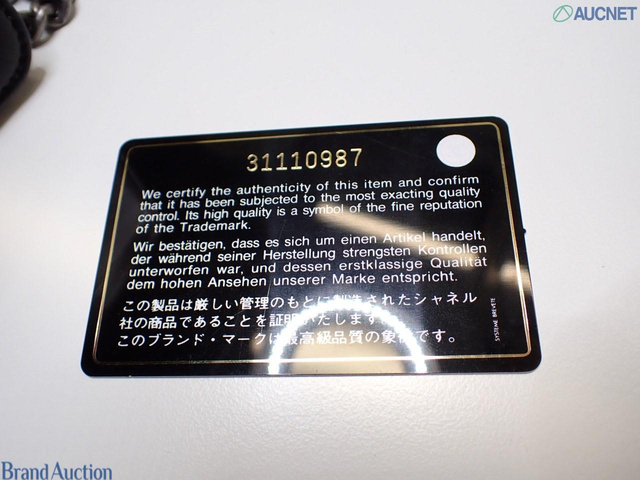 AUCNET
31110987
We certify the authenticity of this item and confirm
that it has been subjected to the most exacting quality
control. Its high quality is a symbol of the fine reputation
of the Trademark.
Wir bestätigen, dass es sich um einen Artikel handelt,
der während seiner Herstellung strengsten Kontrollen
unterworfen war, und dessen erstklassige Qualität
dem hohen Ansehen unserer Marke entspricht.
この製品は厳しい管理のもとに製造されたシャネル
社の商品であることを証明いたします。
このブランド・マークは最高級品質の象徴です。
SYSTEME BREVETE
Brand Auction